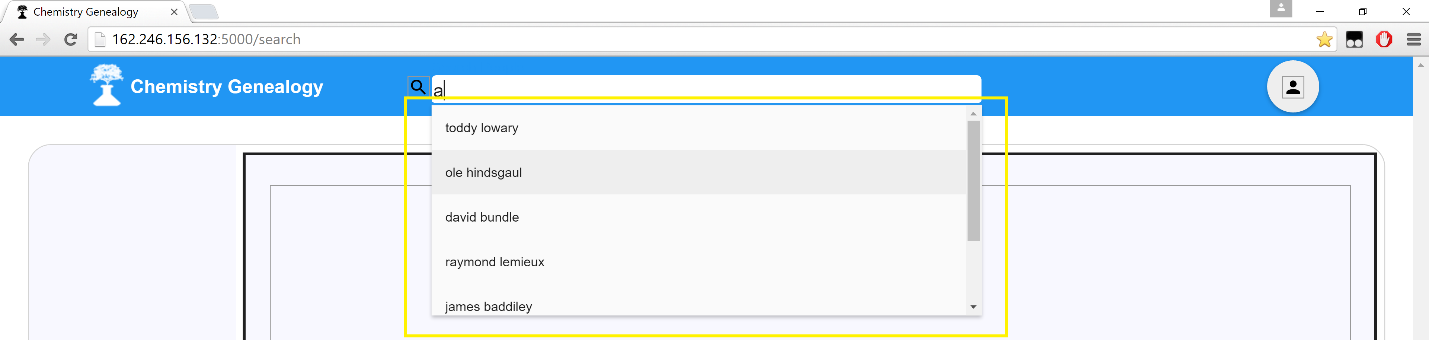 Chemistry Genealogy
162.246.156.132:5000/search
Chemistry Genealogy
a
toddy lowary
ole hindsgaul
david bundle
raymond lemieux
james baddiley